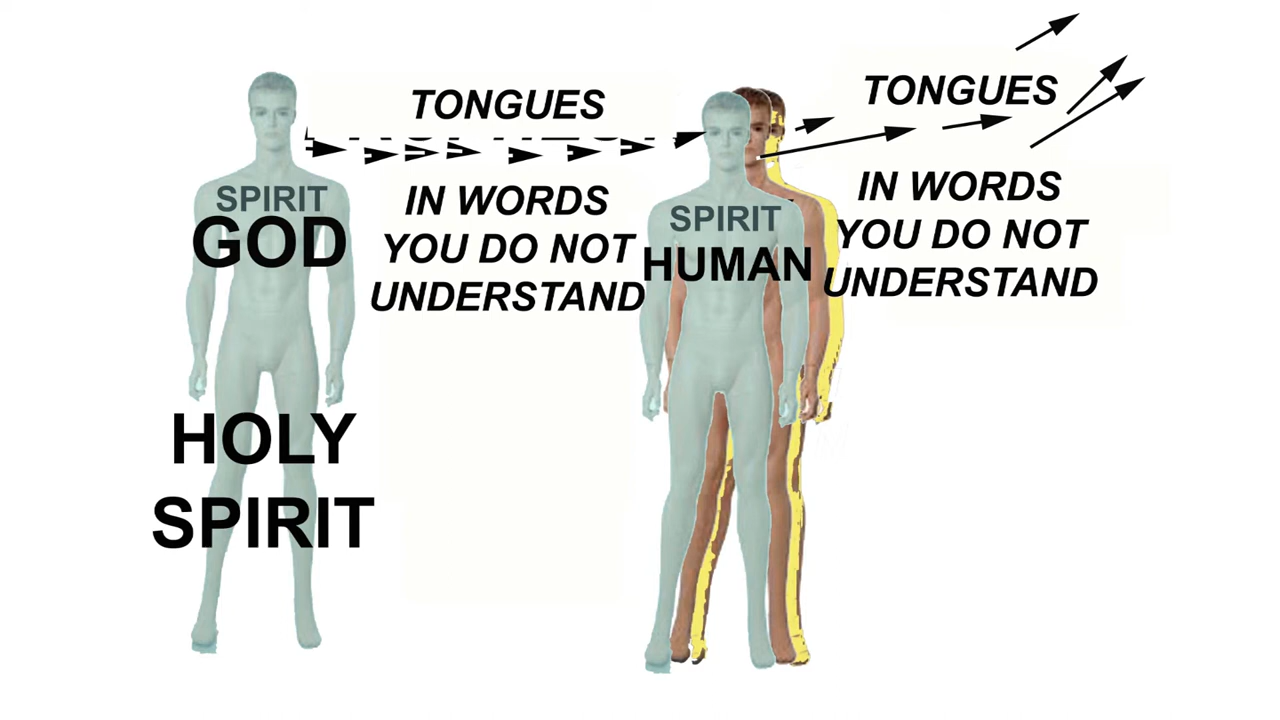 SPIRIT
GOD
HOLY
SPIRIT
TONGUES
IN WORDS
YOU DO NOT
UNDERSTAND
SPIRIT
HUMAN
TONGUES
IN WORDS
YOU DO NOT
UNDERSTAND